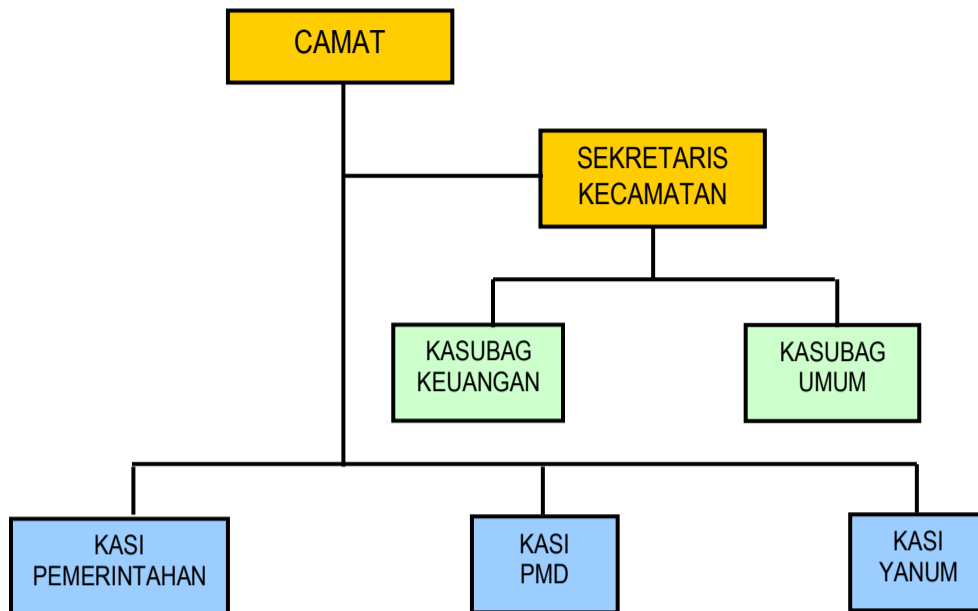 CAMAT
SEKRETARIS
KECAMATAN
KASUBAG
KEUANGAN
KASUBAG
UMUM
KASI
PEMERINTAHAN
KASI
PMD
KASI
YANUM